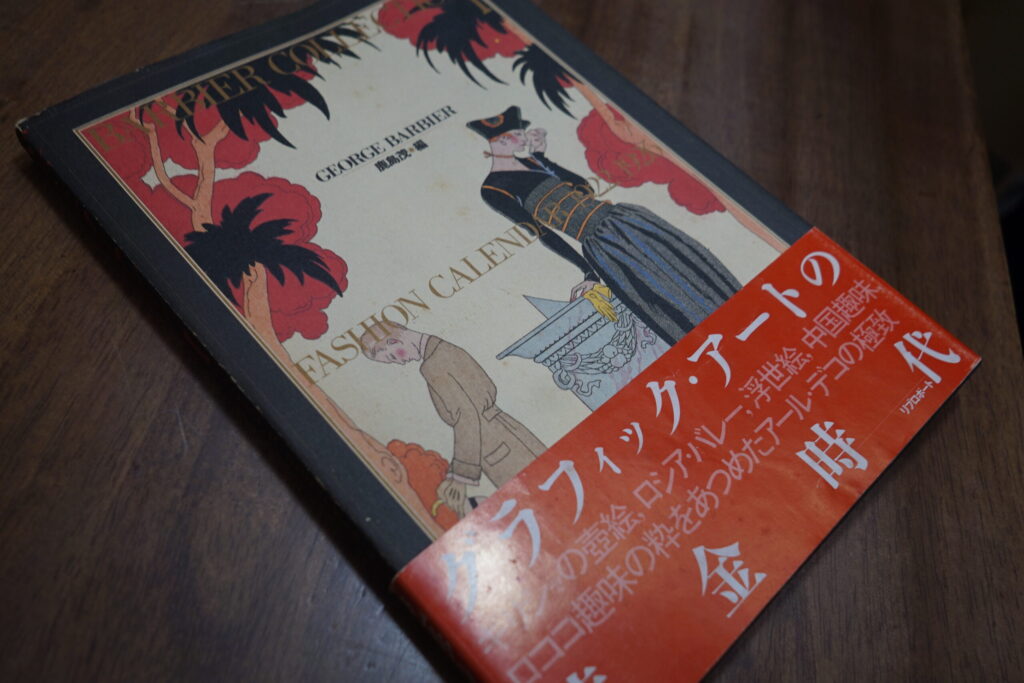 BARBIER COLLECTION
GEORGE BARBIER
鹿島茂・編
FASHION CALENDAR
グラフィック・アートの
時
代
金
の壺絵,ロシア・バレー,浮世絵,中国趣味,
ロココ趣味の粋をあつめたアール・デコの極致
リブロポート